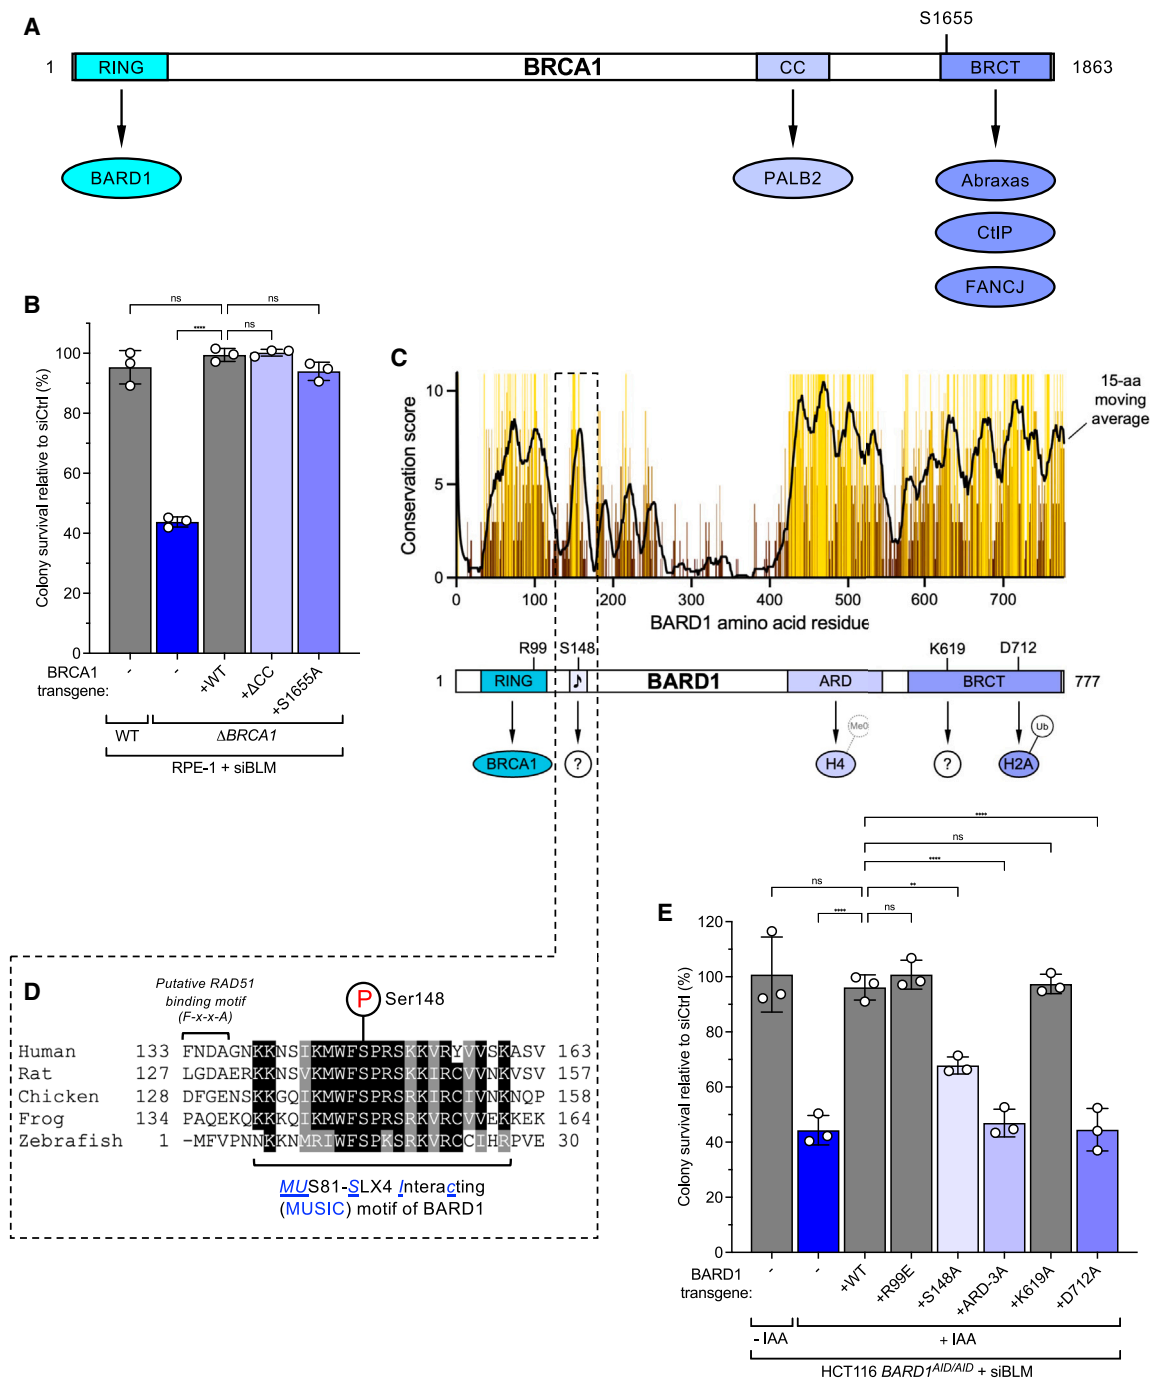 A
S1655
1 RING BRCA1 CC BRCT 1863
BARD1 PALB2 Abraxas
CtIP
FANCJ
B
ns ns
**** ns
Colony survival relative to siCtrl (%)
100
80
60
40
20
0
BRCA1 transgene: - - +WT +ΔCC +S1655A
WT ΔBRCA1
RPE-1 + siBLM
C
Conservation score
10
5
0
15-aa
moving
average
0 100 200 300 400 500 600 700
BARD1 amino acid residue
R99 S148 K619 D712
1 RING ♪ BARD1 ARD BRCT 777
Me0 Ub
BRCA1 ? H4 ? H2A
D
Putative RAD51
binding motif
(F-x-x-A)
P Ser148
Human 133 FNDAGNKKNSIKMWFSPRSKKVRYVVSKASV 163
Rat 127 LGDAERKKNSVKMWFSPRSKKIRCVVNKVSV 157
Chicken 128 DFGENSKKGQIKMWFSPRSRKIRCIVNKNQP 158
Frog 134 PAQEKQKKKQIKMWFSPRSRKVRCVVEKKEK 164
Zebrafish 1 -MFVPNNKKNMRIWFSPKSRKVRCCIHRPVE 30
MUS81-SLX4 Interacting
(MUSIC) motif of BARD1
E
****
ns
****
ns **
**** ns
Colony survival relative to siCtrl (%)
120
100
80
60
40
20
0
BARD1 transgene: - - +WT +R99E +S148A +ARD-3A +K619A +D712A
- IAA + IAA
HCT116 BARD1AID/AID + siBLM